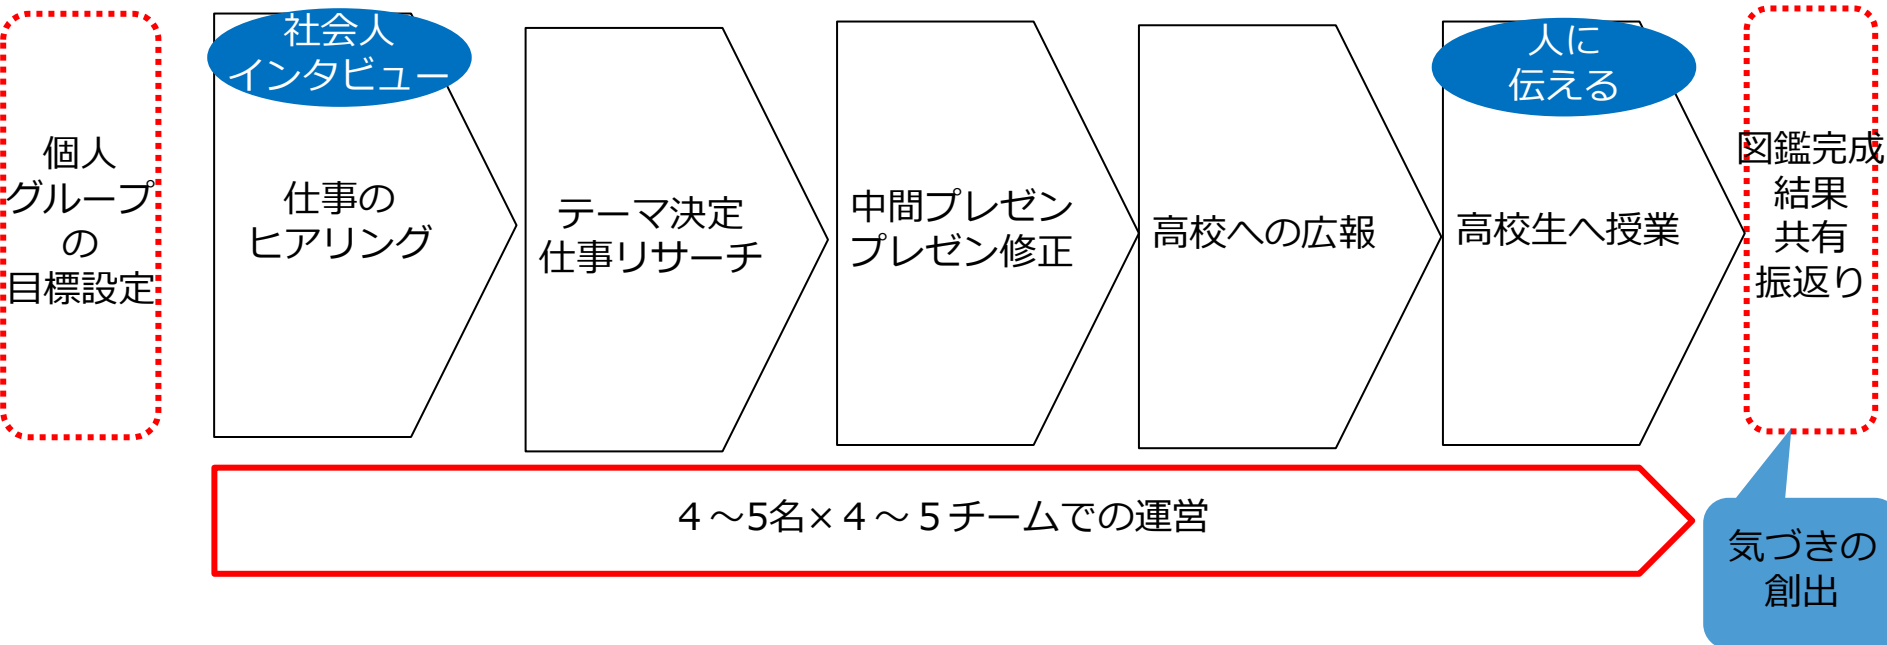 個人
グループ
の
目標設定
社会人
インタビュー
仕事の
ヒアリング
テーマ決定
仕事リサーチ
中間プレゼン
プレゼン修正
高校への広報
人に
伝える
高校生へ授業
図鑑完成
結果
共有
振返り
４～5名×４～５チームでの運営
気づきの
創出